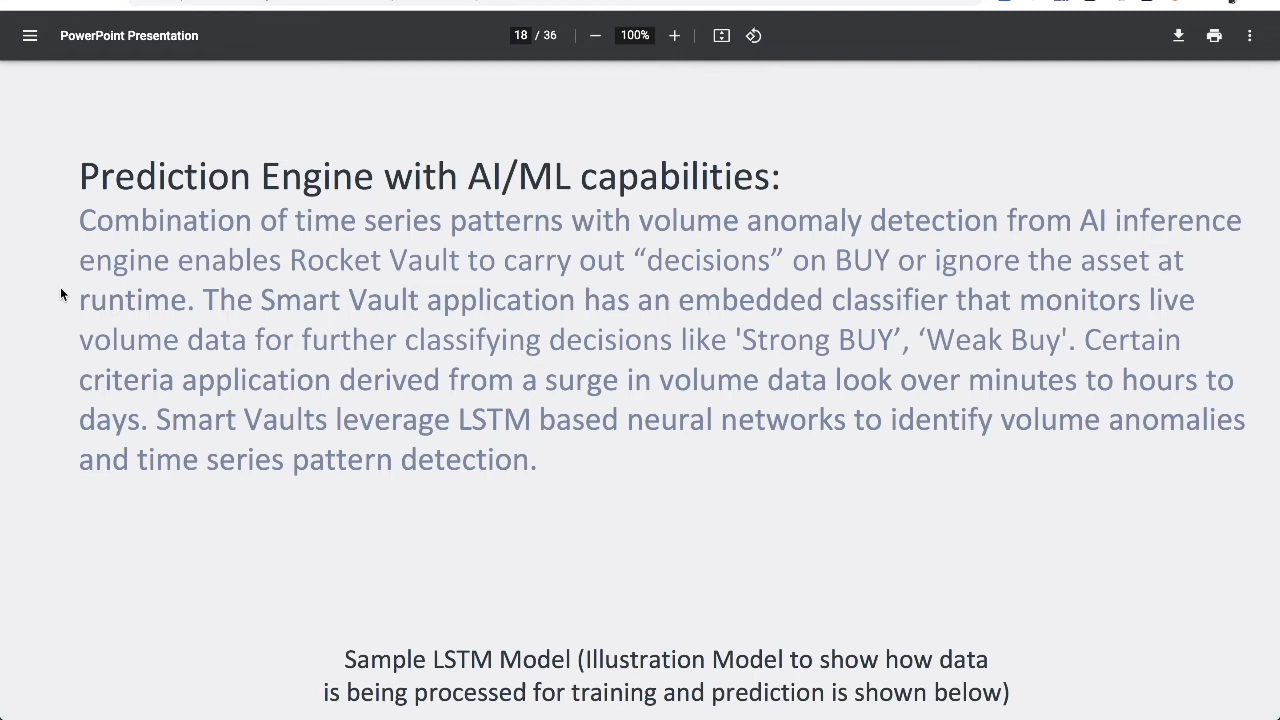 PowerPoint Presentation
18 / 36
100%
Prediction Engine with AI/ML capabilities:
Combination of time series patterns with volume anomaly detection from AI inference
engine enables Rocket Vault to carry out “decisions” on BUY or ignore the asset at
runtime. The Smart Vault application has an embedded classifier that monitors live
volume data for further classifying decisions like 'Strong BUY’, ‘Weak Buy'. Certain
criteria application derived from a surge in volume data look over minutes to hours to
days. Smart Vaults leverage LSTM based neural networks to identify volume anomalies
and time series pattern detection.
Sample LSTM Model (Illustration Model to show how data
is being processed for training and prediction is shown below)